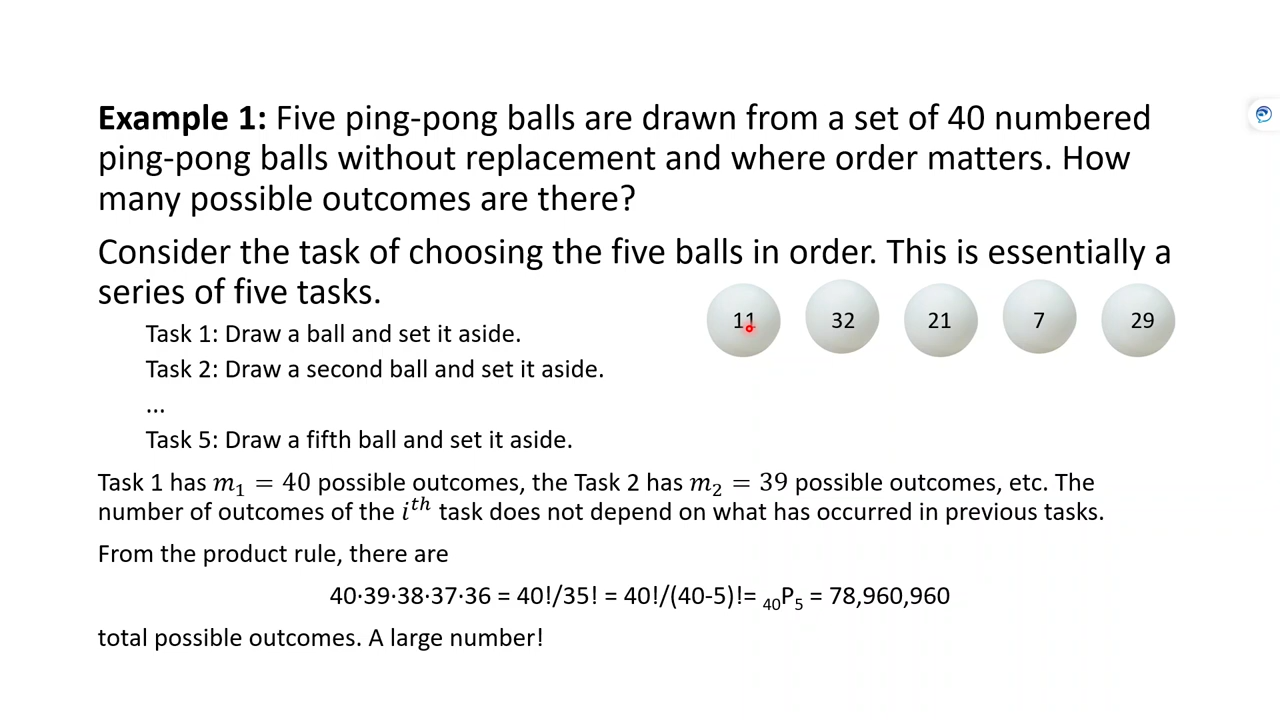 Example 1: Five ping-pong balls are drawn from a set of 40 numbered
ping-pong balls without replacement and where order matters. How
many possible outcomes are there?
Consider the task of choosing the five balls in order. This is essentially a
series of five tasks.
11 32 21 7 29
Task 1: Draw a ball and set it aside.
Task 2: Draw a second ball and set it aside.
...
Task 5: Draw a fifth ball and set it aside.
Task 1 has m₁ = 40 possible outcomes, the Task 2 has m₂ = 39 possible outcomes, etc. The
number of outcomes of the iᵗʰ task does not depend on what has occurred in previous tasks.
From the product rule, there are
40·39·38·37·36 = 40!/35! = 40!/(40-5)!= ₄₀P₅ = 78,960,960
total possible outcomes. A large number!